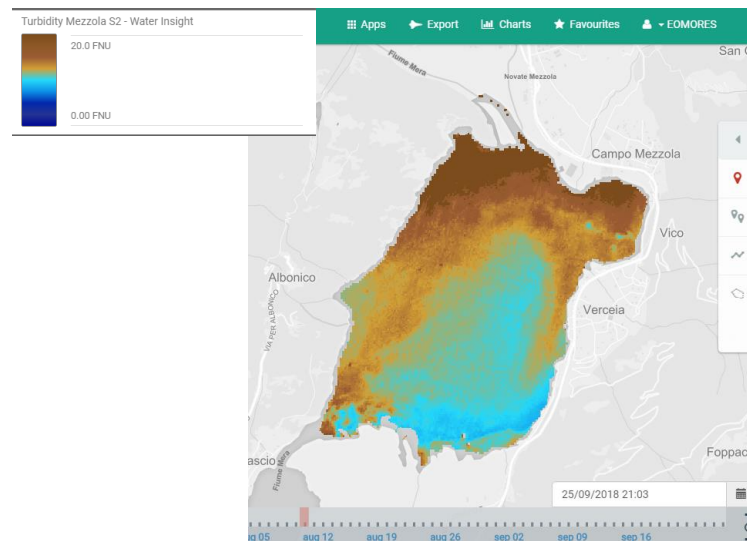 Turbidity Mezzola S2 - Water Insight
20.0 FNU
0.00 FNU
Apps Export Charts Favourites EOMORES
San
Fiume Mera
Novate Mezzola
Campo Mezzola
Vico
Albonico
VIA PER ALBONICO
Verceia
ascio
Fiume Mera
Foppac
25/09/2018 21:03
ug 05 aug 12 aug 19 aug 26 sep 02 sep 09 sep 16